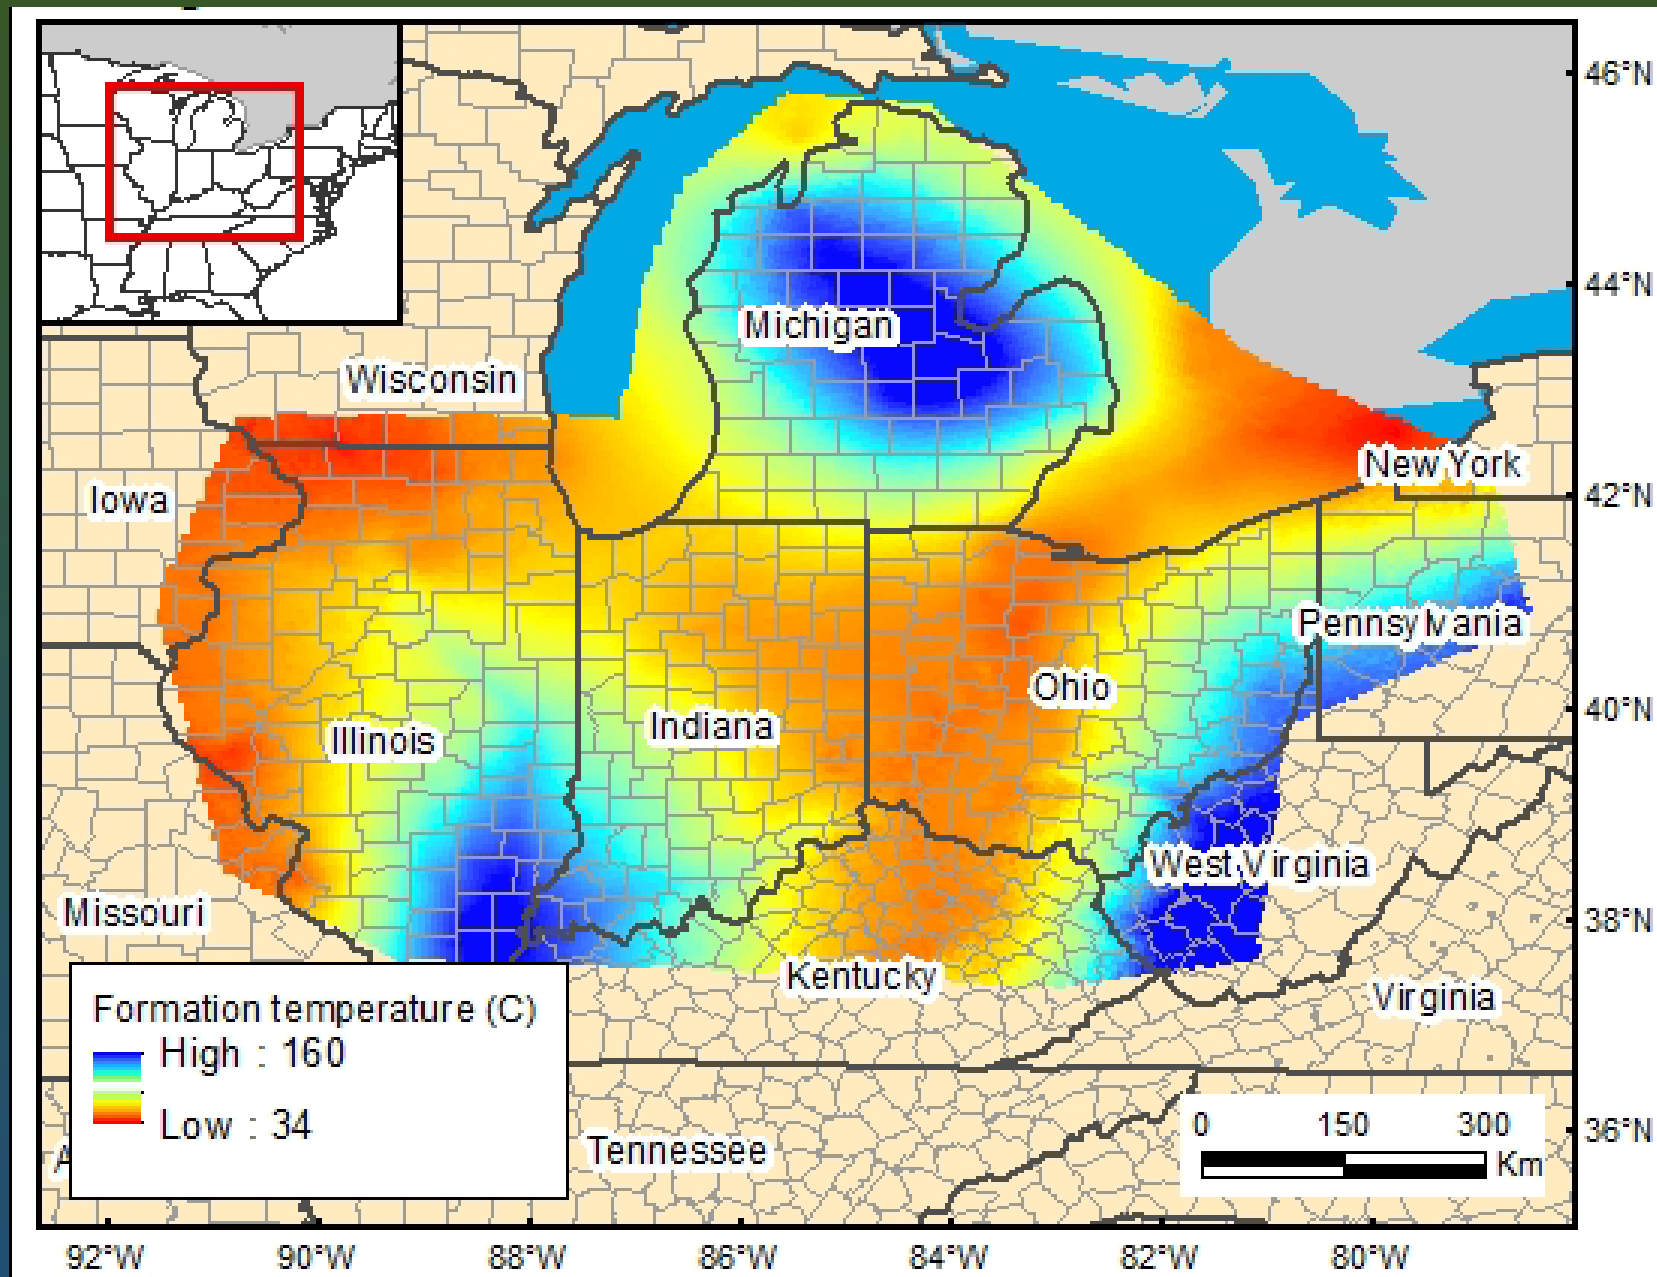 46°N
44°N
Michigan
Wisconsin
New York
Iowa
42°N
Pennsylvania
Ohio
40°N
Indiana
Illinois
West Virginia
Missouri
38°N
Kentucky
Virginia
Formation temperature (C)
High : 160
Low : 34
0 150 300
Km
36°N
Tennessee
A
92°W 90°W 88°W 86°W 84°W 82°W 80°W